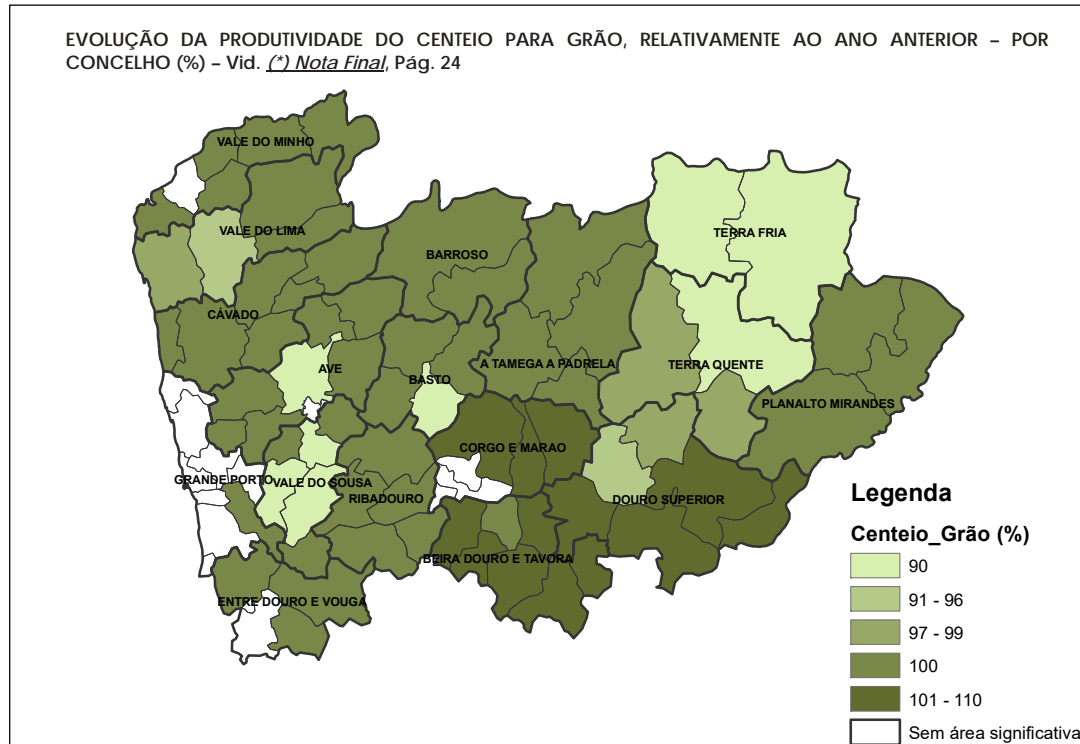 EVOLUÇÃO DA PRODUTIVIDADE DO CENTEIO PARA GRÃO, RELATIVAMENTE AO ANO ANTERIOR – POR
CONCELHO (%) – Vid. (*) Nota Final, Pág. 24
VALE DO MINHO
VALE DO LIMA
TERRA FRIA
BARROSO
CÁVADO
AVE
BASTO
A TAMEGA A PADRELA
TERRA QUENTE
PLANALTO MIRANDES
CORGO E MARAO
GRANDE PORTO
VALE DO SOUSA
RIBADOURO
DOURO SUPERIOR
BEIRA DOURO E TAVORA
ENTRE DOURO E VOUGA
Legenda
Centeio_Grão (%)
90
91 - 96
97 - 99
100
101 - 110
Sem área significativa